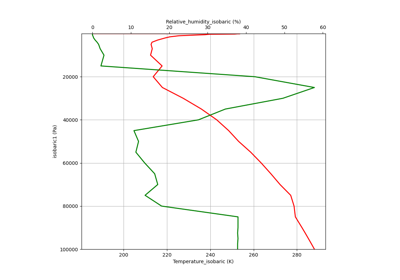 Relative_humidity_isobaric (%)
0 10 20 30 40 50 60
20000
40000
60000
80000
100000
isobaric1 (Pa)
200 220 240 260 280
Temperature_isobaric (K)